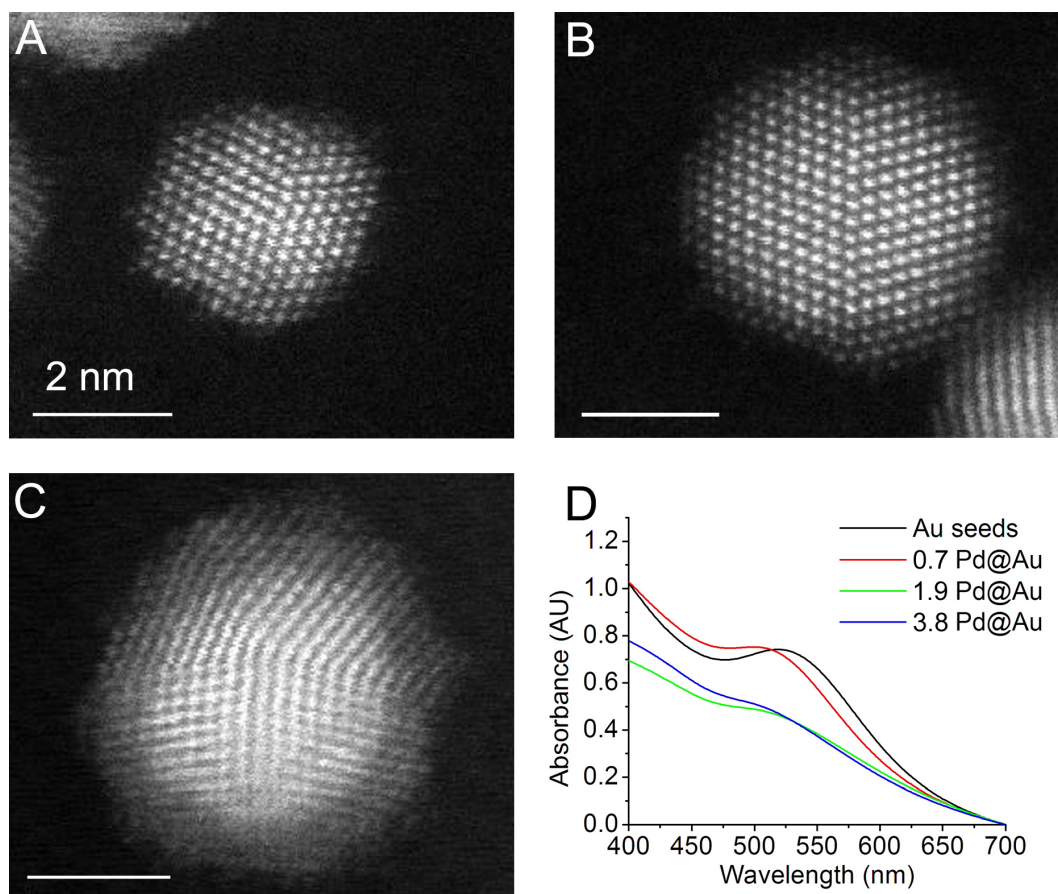 A
2 nm
B
C
D
Au seeds
0.7 Pd@Au
1.9 Pd@Au
3.8 Pd@Au
1.2
1.0
0.8
0.6
0.4
0.2
0.0
Absorbance (AU)
400 450 500 550 600 650 700
Wavelength (nm)